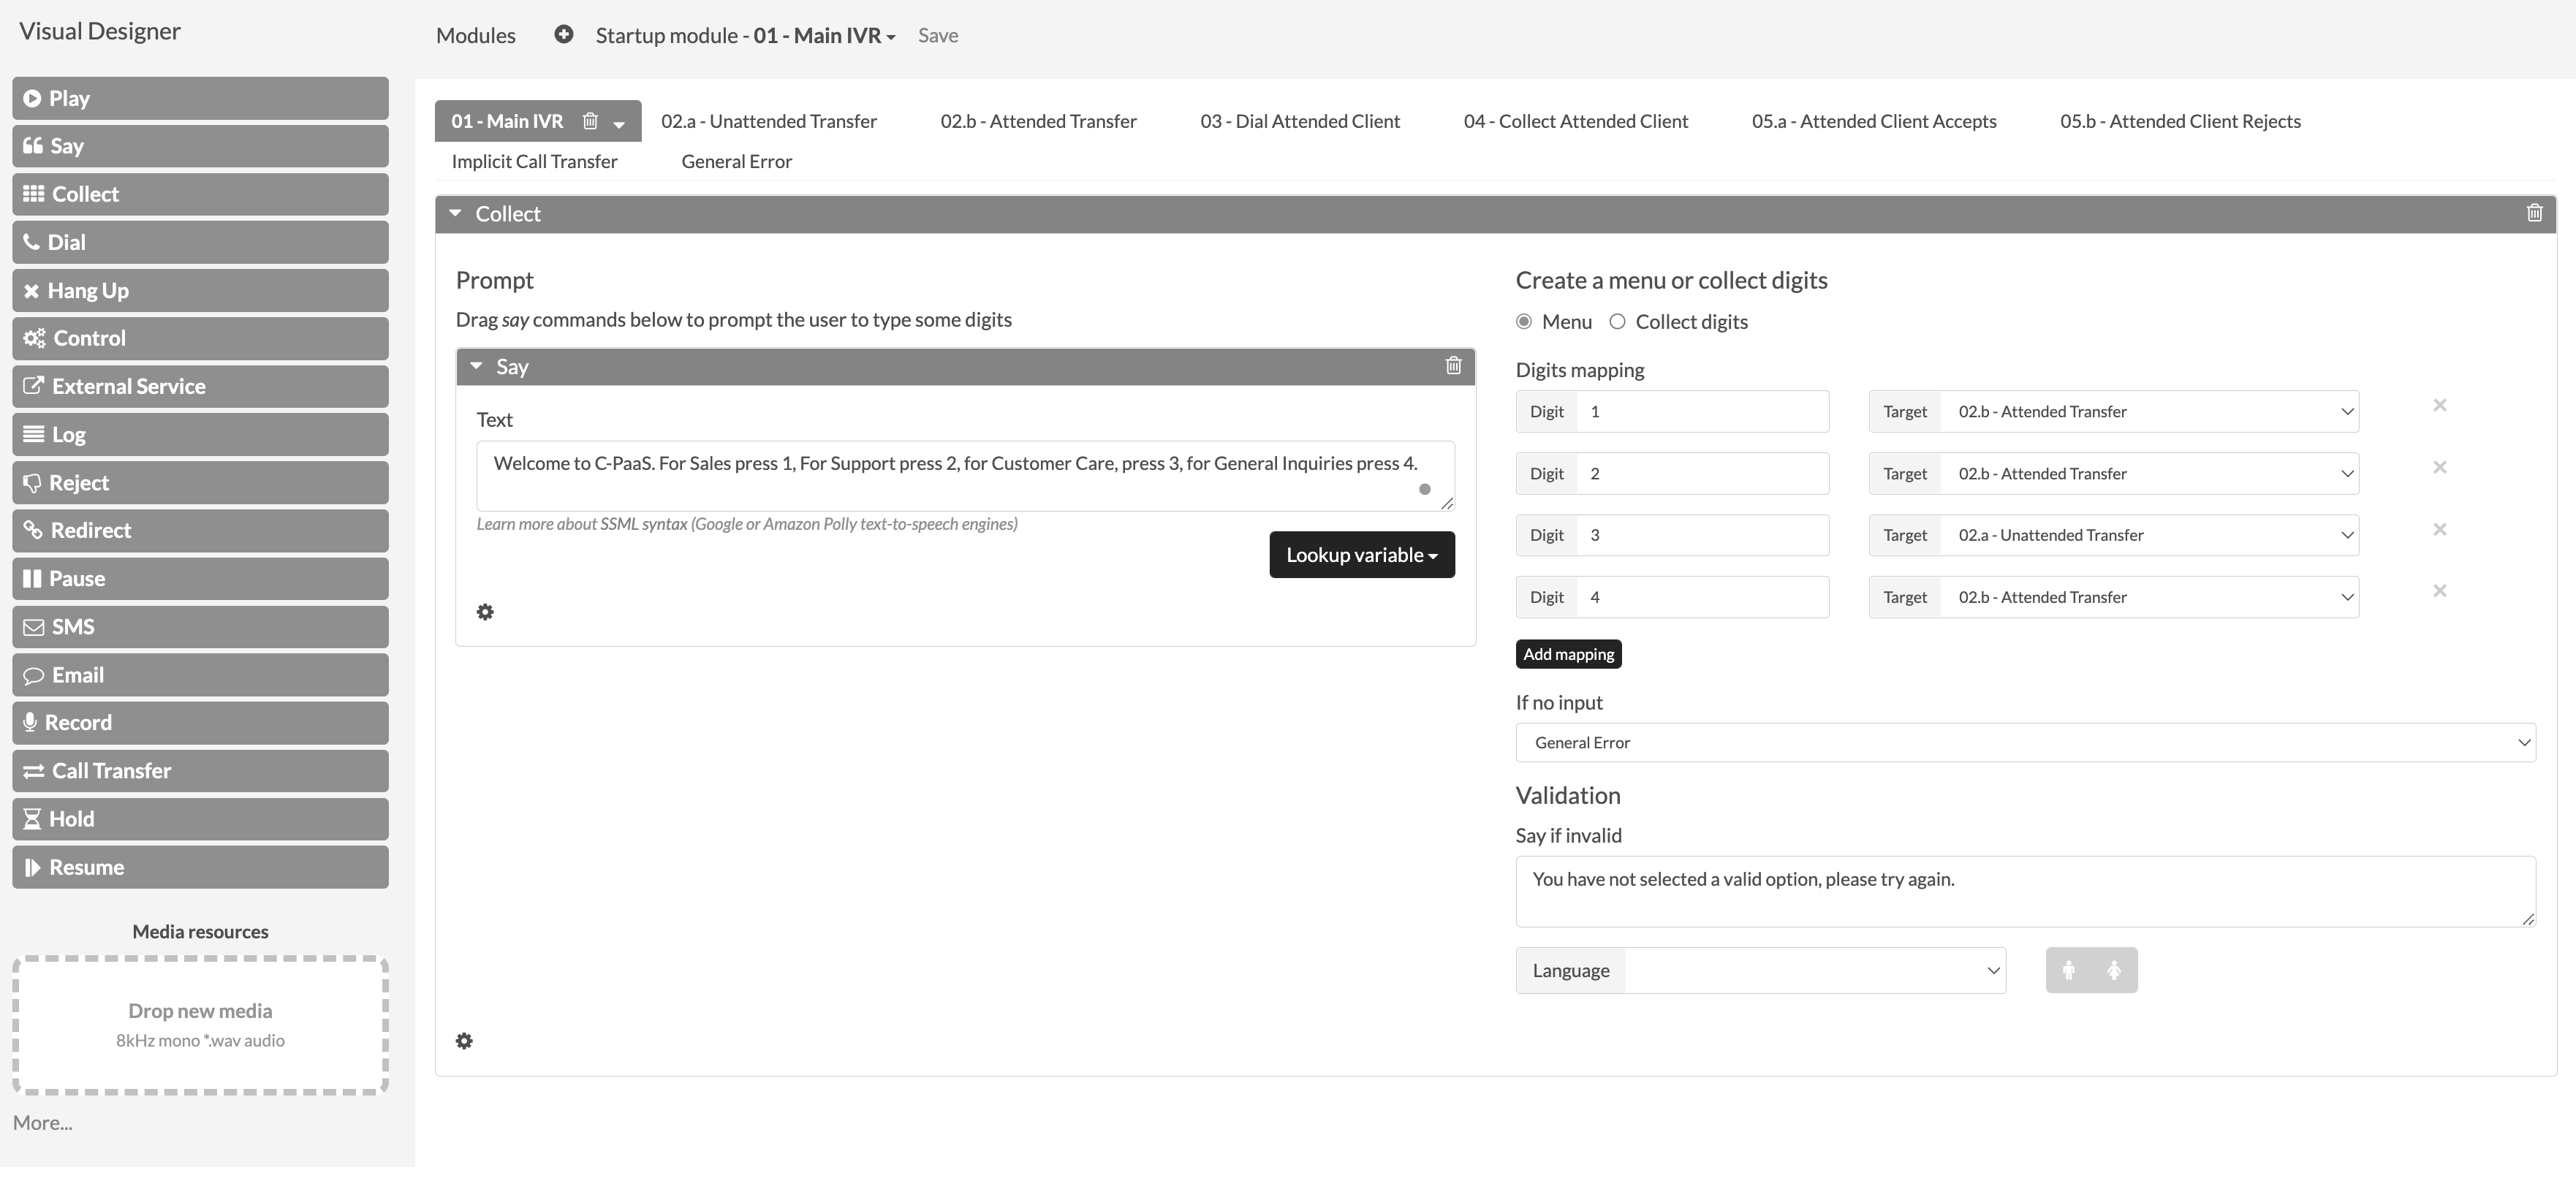 Visual Designer
Modules Startup module - 01 - Main IVR Save
Play
Say
Collect
Dial
Hang Up
Control
External Service
Log
Reject
Redirect
Pause
SMS
Email
Record
Call Transfer
Hold
Resume
Media resources
Drop new media
8kHz mono *.wav audio
More...
01 - Main IVR 02.a - Unattended Transfer 02.b - Attended Transfer 03 - Dial Attended Client 04 - Collect Attended Client 05.a - Attended Client Accepts 05.b - Attended Client Rejects
Implicit Call Transfer General Error
Collect
Prompt
Drag say commands below to prompt the user to type some digits
Say
Text
Welcome to C-PaaS. For Sales press 1, For Support press 2, for Customer Care, press 3, for General Inquiries press 4.
Learn more about SSML syntax (Google or Amazon Polly text-to-speech engines)
Lookup variable
Create a menu or collect digits
Menu Collect digits
Digits mapping
Digit 1 Target 02.b - Attended Transfer
Digit 2 Target 02.b - Attended Transfer
Digit 3 Target 02.a - Unattended Transfer
Digit 4 Target 02.b - Attended Transfer
Add mapping
If no input
General Error
Validation
Say if invalid
You have not selected a valid option, please try again.
Language